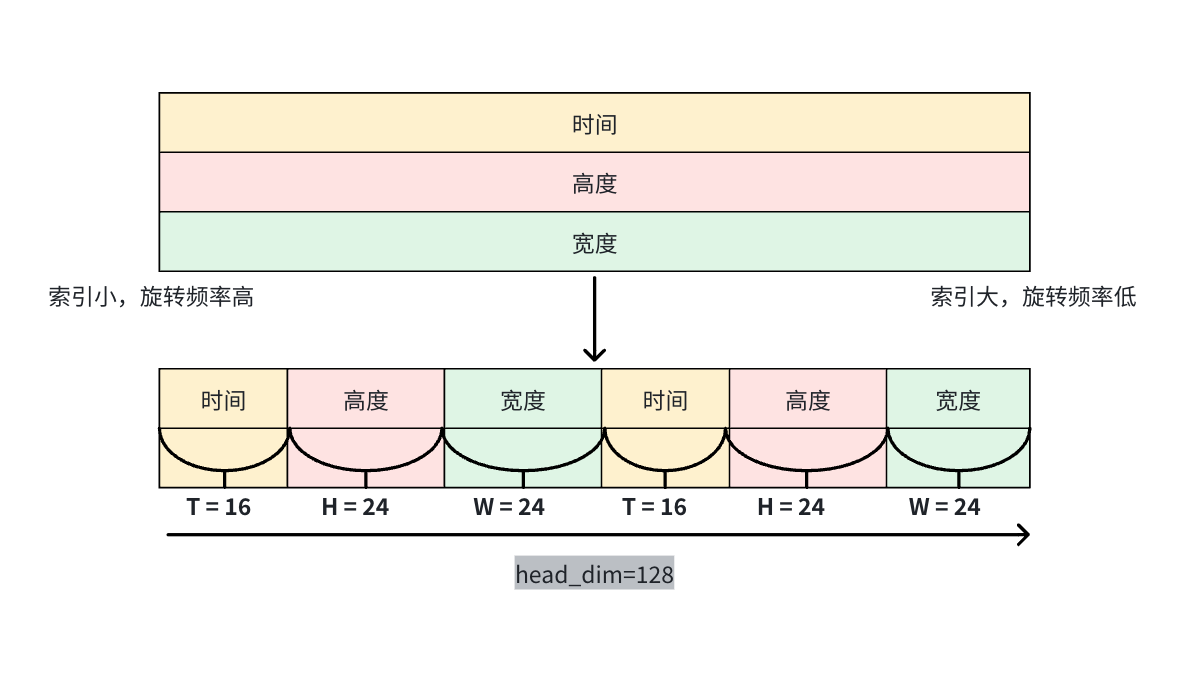 时间
高度
宽度
索引小，旋转频率高
索引大，旋转频率低
时间 高度 宽度 时间 高度 宽度
T = 16 H = 24 W = 24 T = 16 H = 24 W = 24
head_dim=128